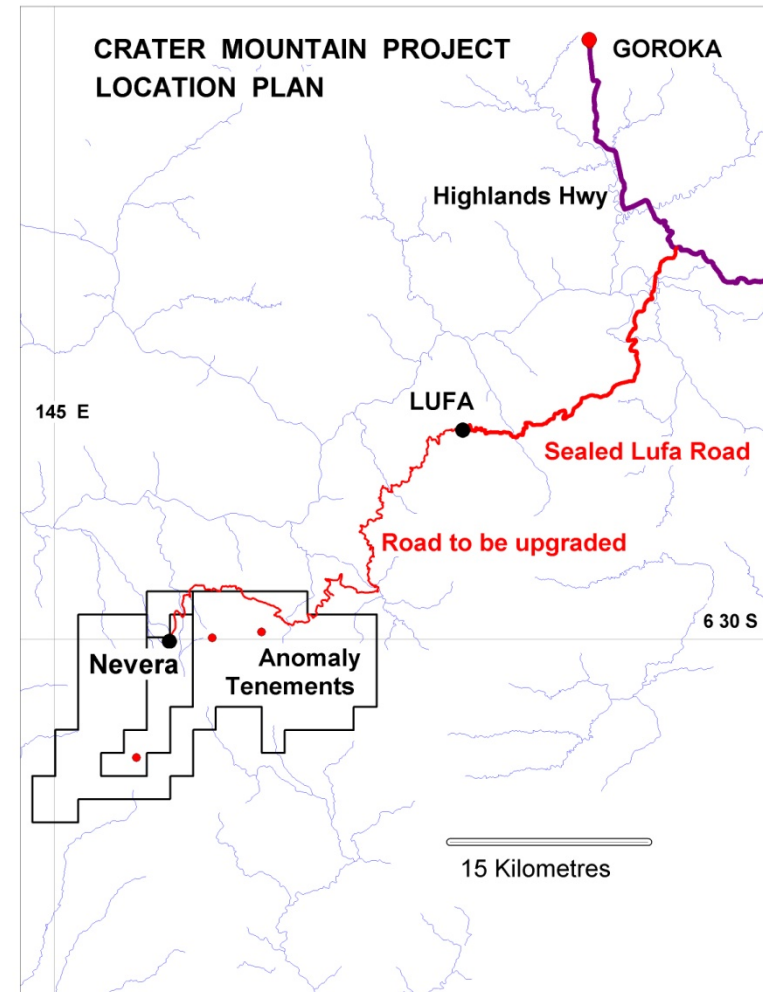 CRATER MOUNTAIN PROJECT
LOCATION PLAN
GOROKA
Highlands Hwy
145 E
LUFA
Sealed Lufa Road
Road to be upgraded
6 30 S
Nevera
Anomaly
Tenements
15 Kilometres